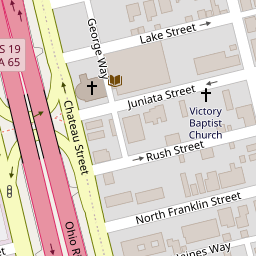 George Way
Lake Street
S 19
A 65
Juniata Street
Chateau Street
Victory
Baptist
Church
Rush Street
North Franklin Street
Ohio R
Jeines Way